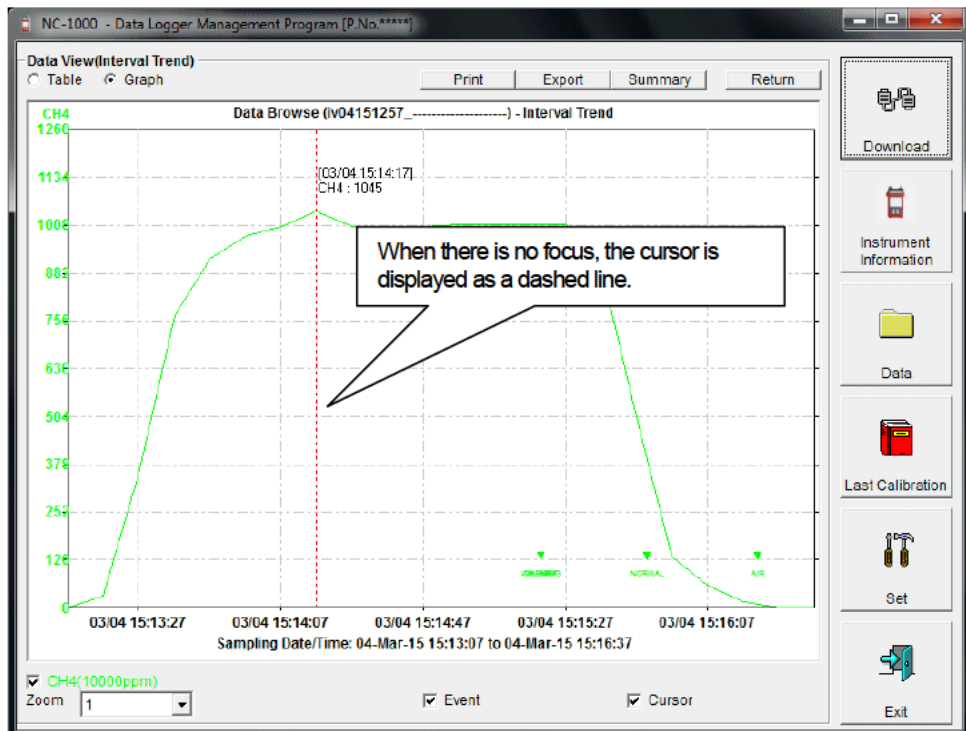 NC-1000 - Data Logger Management Program [P.No.*****]
Data View(Interval Trend)
Table Graph
Print Export Summary Return
CH4
Data Browse (iv04151257_--------------------) - Interval Trend
1260
1134
1008
882
756
630
504
378
252
126
0
[03/04 15:14:17]
CH4 : 1045
When there is no focus, the cursor is
displayed as a dashed line.
NORMAL
AIR
03/04 15:13:27 03/04 15:14:07 03/04 15:14:47 03/04 15:15:27 03/04 15:16:07
Sampling Date/Time: 04-Mar-15 15:13:07 to 04-Mar-15 15:16:37
CH4(10000ppm)
Zoom 1
Event
Cursor
Download
Instrument
Information
Data
Last Calibration
Set
Exit